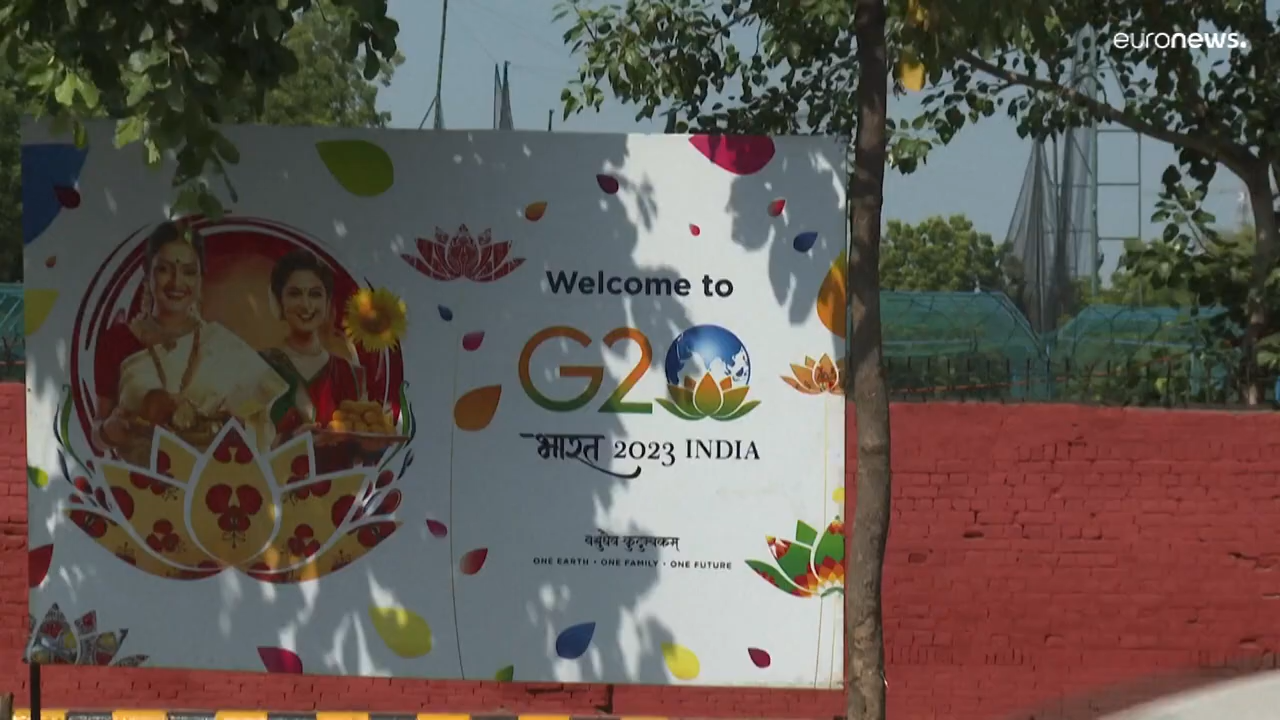 euronews.
Welcome to
G20
भारत 2023 INDIA
वसुधैव कुटुम्बकम्
ONE EARTH • ONE FAMILY • ONE FUTURE